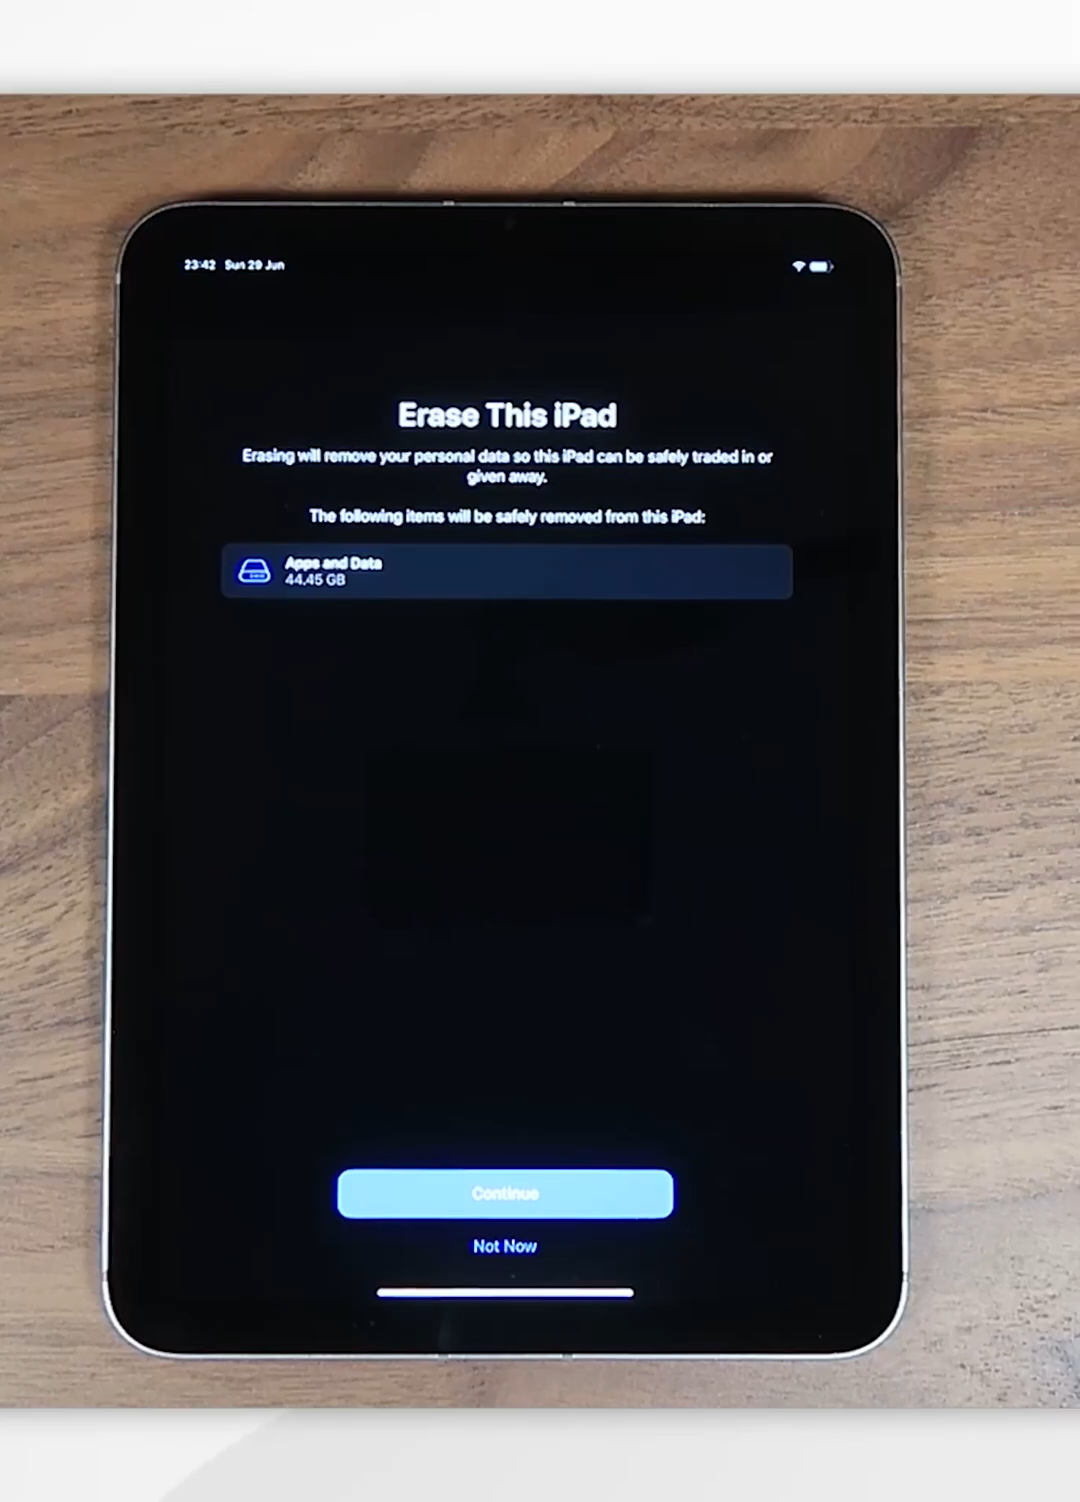 23:42 Sun 29 Jun
Erase This iPad
Erasing will remove your personal data so this iPad can be safely traded in or
given away.
The following items will be safely removed from this iPad:
Apps and Data
44.45 GB
Continue
Not Now